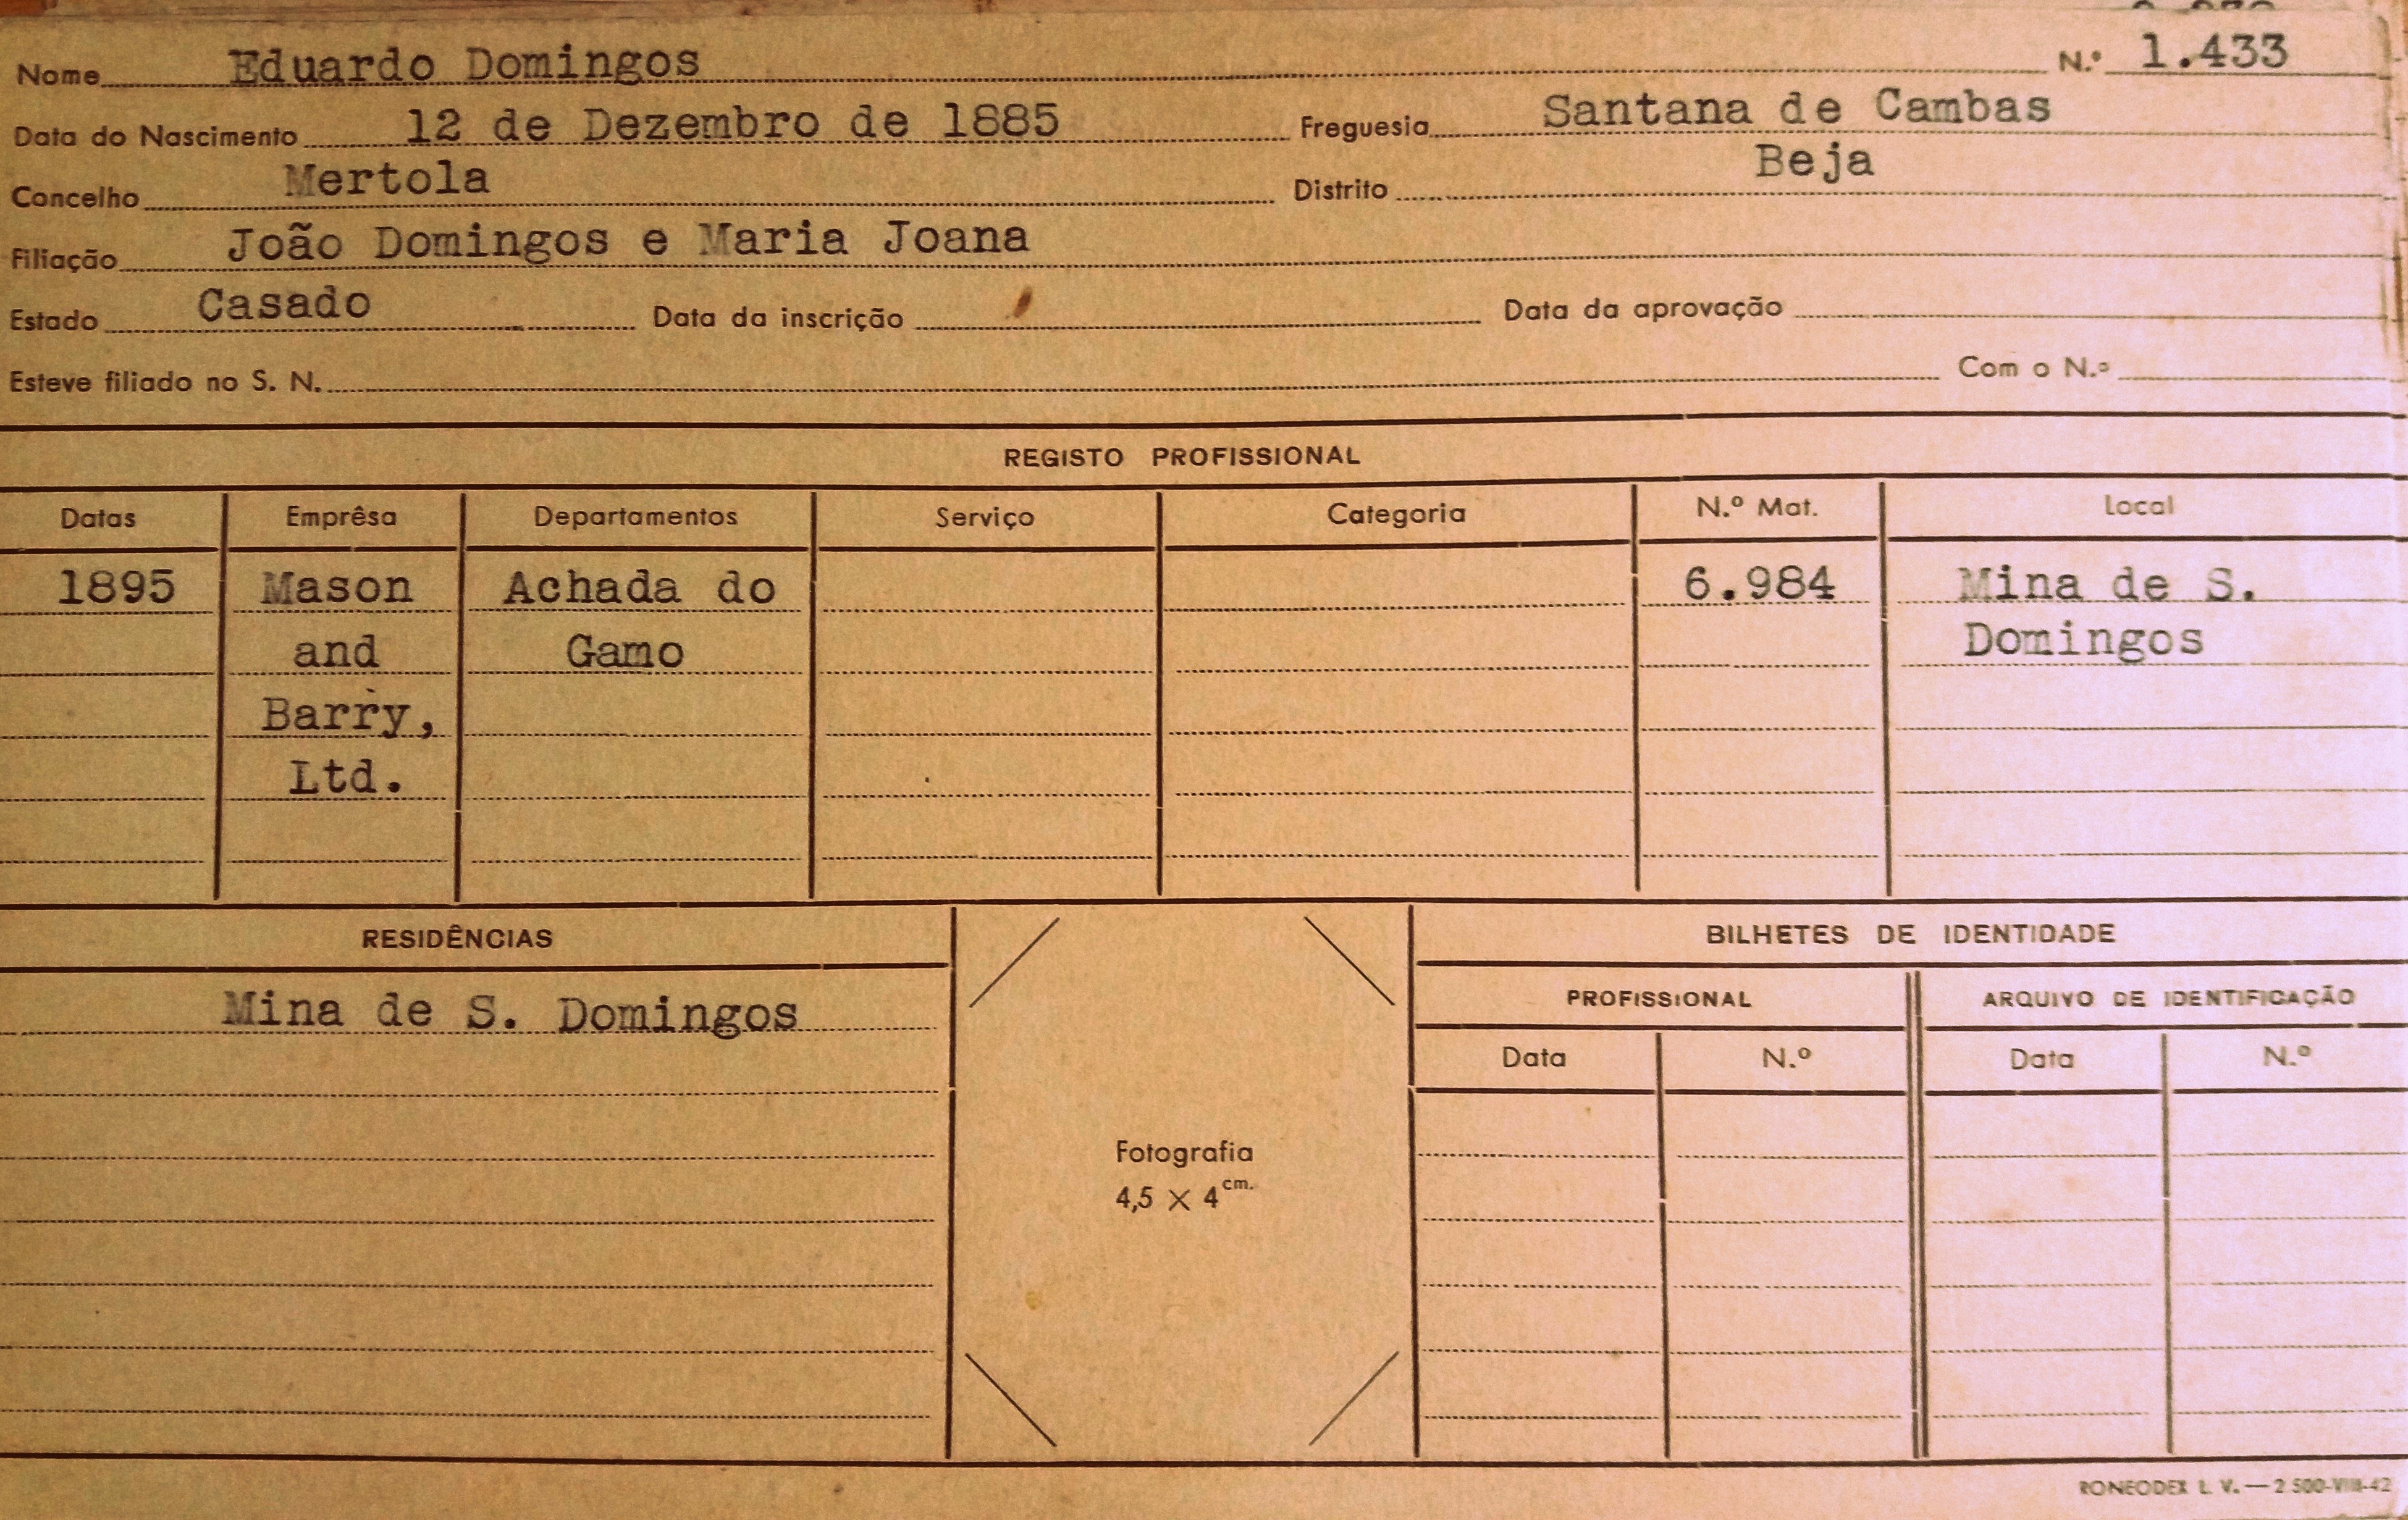 Nome Eduardo Domingos N.º 1.433
Data do Nascimento 12 de Dezembro de 1885 Freguesia Santana de Cambas
Concelho Mertola Distrito Beja
Filiação João Domingos e Maria Joana
Estado Casado Data da inscrição Data da aprovação
Esteve filiado no S. N. Com o N.º
REGISTO PROFISSIONAL
Datas Emprêsa Departamentos Serviço Categoria N.º Mat. Local
1895 Mason Achada do 6.984 Mina de S.
and Gamo Domingos
Barry,
Ltd.
RESIDÊNCIAS BILHETES DE IDENTIDADE
Mina de S. Domingos PROFISSIONAL ARQUIVO DE IDENTIFICAÇÃO
Data N.º Data N.º
Fotografia
4,5 × 4 cm.
RONEODEX L. V. — 2 500-VIII-42